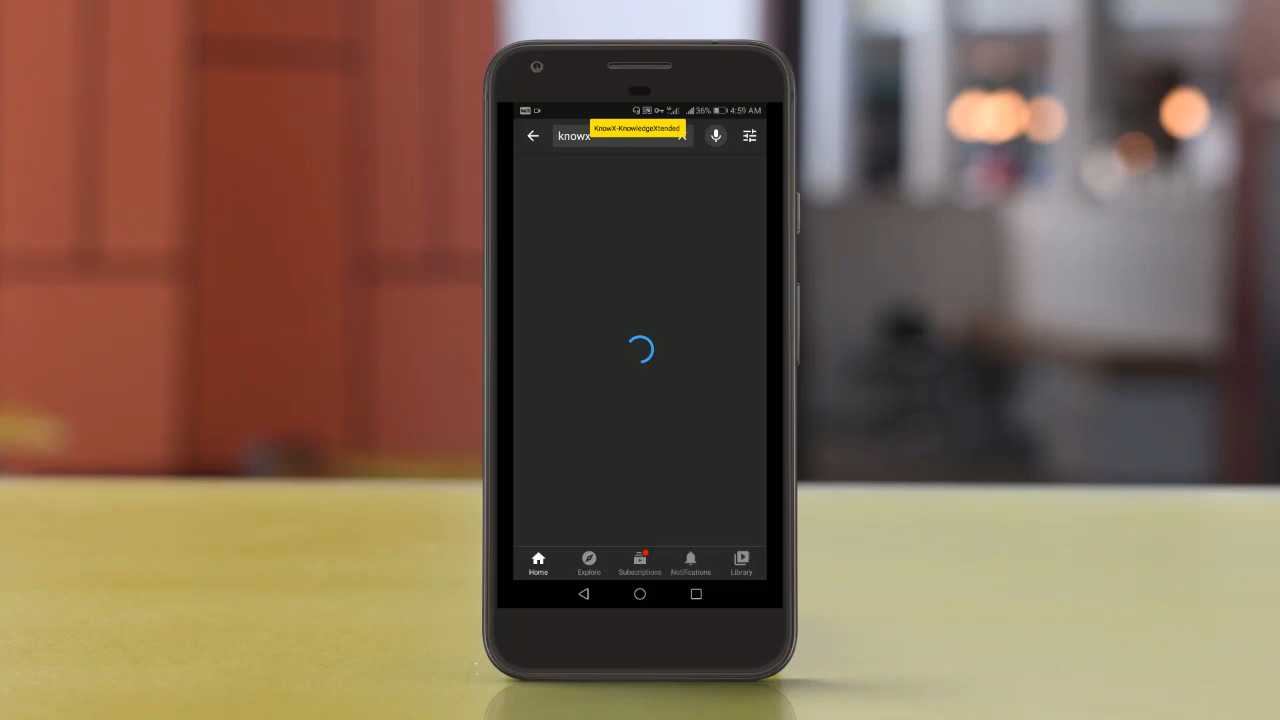 36% 4:59 AM
KnowX-KnowledgeXtended
knowx
Home Explore Subscriptions Notifications Library